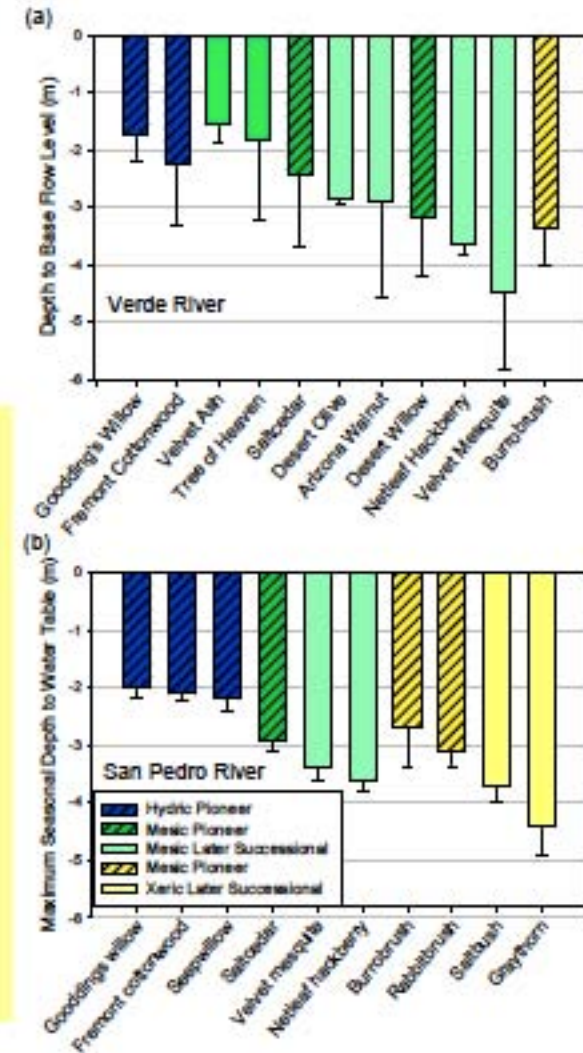 (a)
Depth to Base Flow Level (m)
0
-1
-2
-3
-4
-5
-6
Verde River
Goodding's Willow
Fremont Cottonwood
Velvet Ash
Tree of Heaven
Saltcedar
Desert Olive
Arizona Walnut
Desert Willow
Netleaf Hackberry
Velvet Mesquite
Burrobrush
(b)
Maximum Seasonal Depth to Water Table (m)
0
-1
-2
-3
-4
-5
-6
San Pedro River
Hydric Pioneer
Mesic Pioneer
Mesic Later Successional
Mesic Pioneer
Xeric Later Successional
Gooddings willow
Fremont cottonwood
Seepwillow
Saltcedar
Velvet mesquite
Netleaf hackberry
Burrobrush
Rabbitbrush
Saltbush
Graythorn